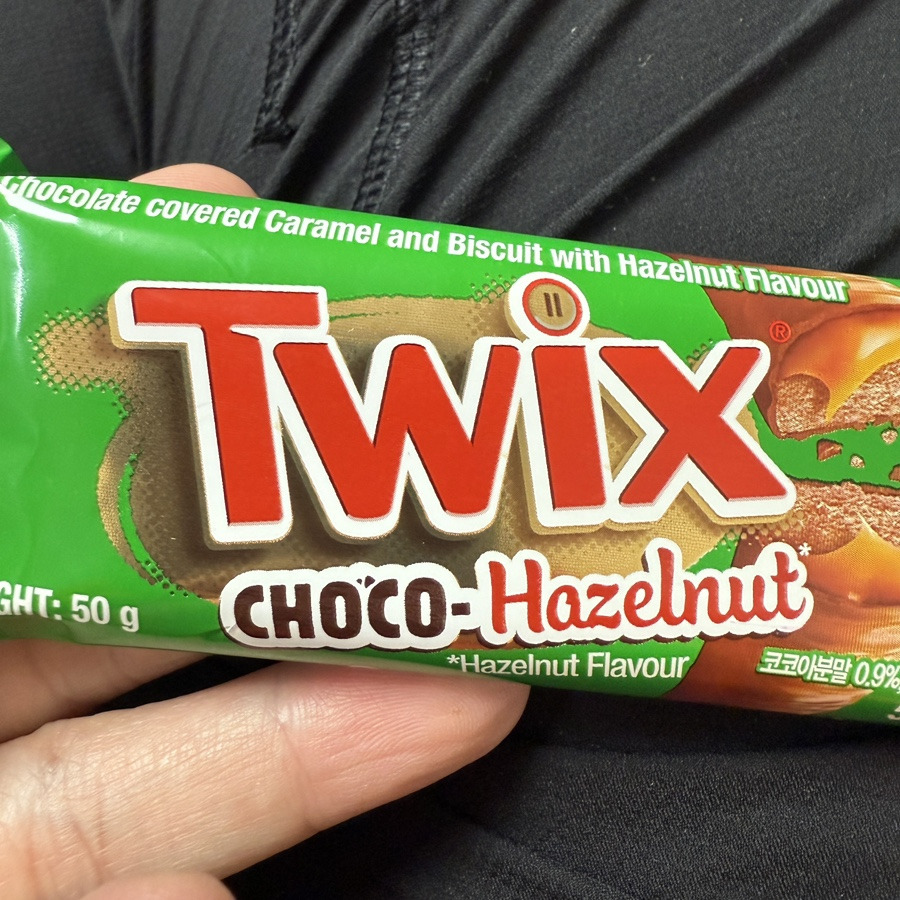 Chocolate covered Caramel and Biscuit with Hazelnut Flavour
TWIX ®
CHOCO-Hazelnut*
GHT: 50 g
*Hazelnut Flavour
코코아분말 0.9%